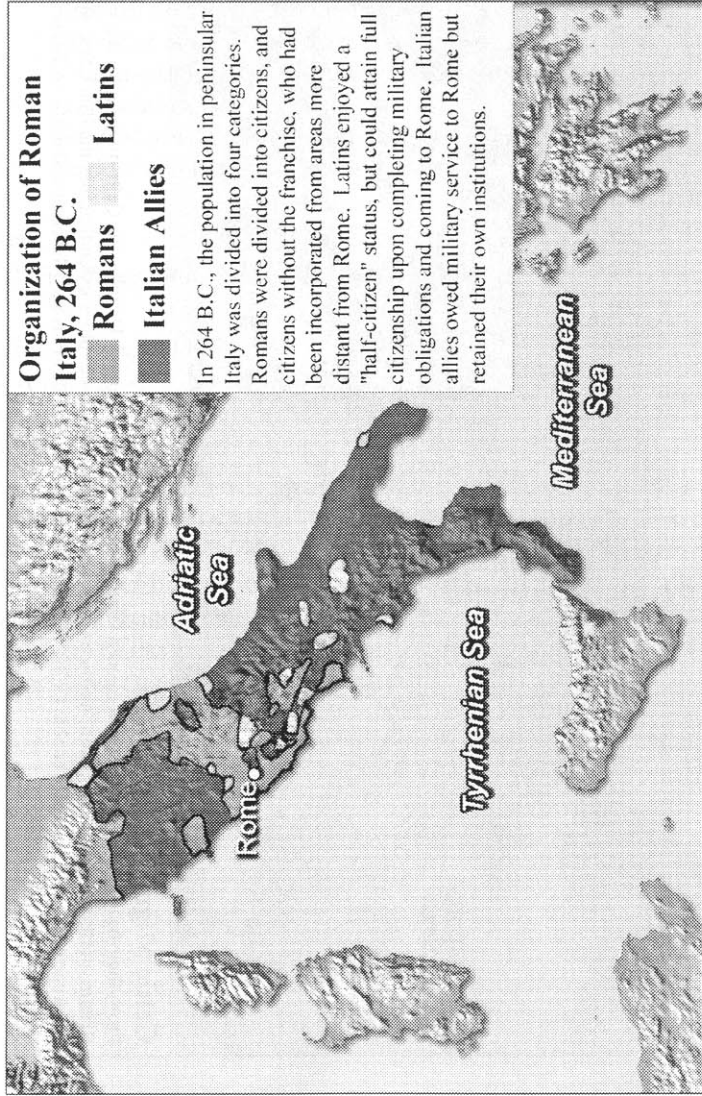 Organization of Roman
Italy, 264 B.C.
Romans
Latins
Italian Allies
In 264 B.C., the population in peninsular
Italy was divided into four categories.
Romans were divided into citizens, and
citizens without the franchise, who had
been incorporated from areas more
distant from Rome. Latins enjoyed a
"half-citizen" status, but could attain full
citizenship upon completing military
obligations and coming to Rome. Italian
allies owed military service to Rome but
retained their own institutions.
Adriatic
Sea
Rome
Tyrrhenian Sea
Mediterranean
Sea